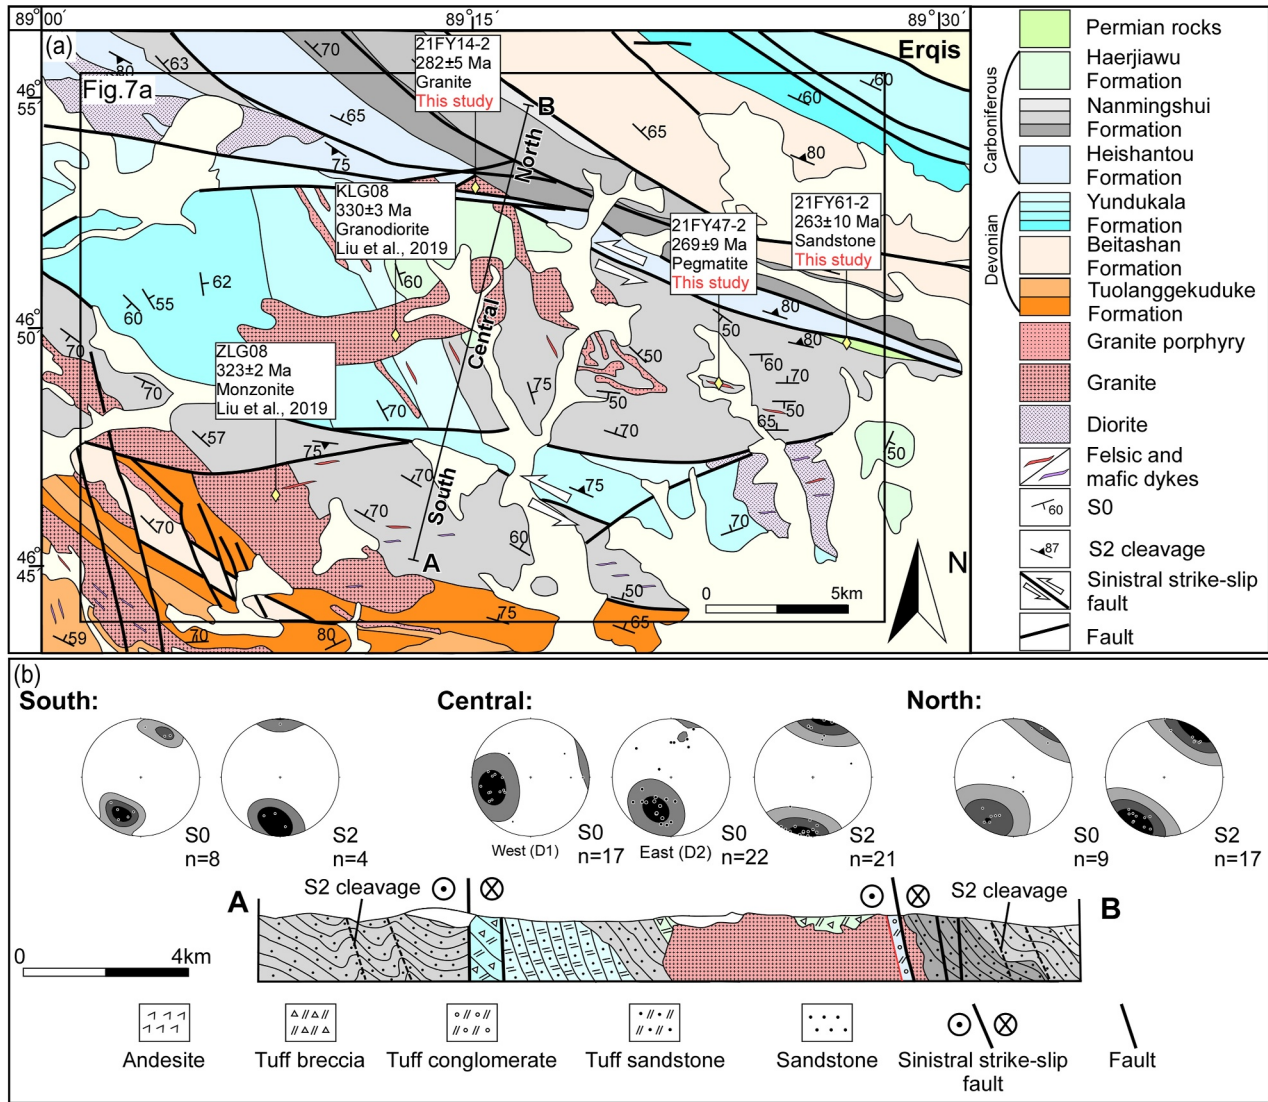 89°00′
89°15′
89°30′
(a)
Fig.7a
Erqis
46°55′
46°50′
46°45′
21FY14-2
282±5 Ma
Granite
This study
KLG08
330±3 Ma
Granodiorite
Liu et al., 2019
21FY47-2
269±9 Ma
Pegmatite
This study
21FY61-2
263±10 Ma
Sandstone
This study
ZLG08
323±2 Ma
Monzonite
Liu et al., 2019
B
North
Central
South
A
80
63
70
65
75
65
80
60
60
62
55
60
60
50
80
80
50
60
70
50
65
75
50
70
70
70
57
75
70
70
70
60
75
70
50
70
50
65
75
59
70
80
N
0
5km
Permian rocks
Haerjiawu
Formation
Nanmingshui
Formation
Heishantou
Formation
Carboniferous
Yundukala
Formation
Beitashan
Formation
Tuolanggekuduke
Formation
Devonian
Granite porphyry
Granite
Diorite
Felsic and
mafic dykes
60
S0
87
S2 cleavage
Sinistral strike-slip
fault
Fault
(b)
South:
Central:
North:
S0
n=8
S2
n=4
West (D1)
S0
n=17
East (D2)
S0
n=22
S2
n=21
S0
n=9
S2
n=17
A
S2 cleavage
S2 cleavage
B
0
4km
Andesite
Tuff breccia
Tuff conglomerate
Tuff sandstone
Sandstone
Sinistral strike-slip
fault
Fault